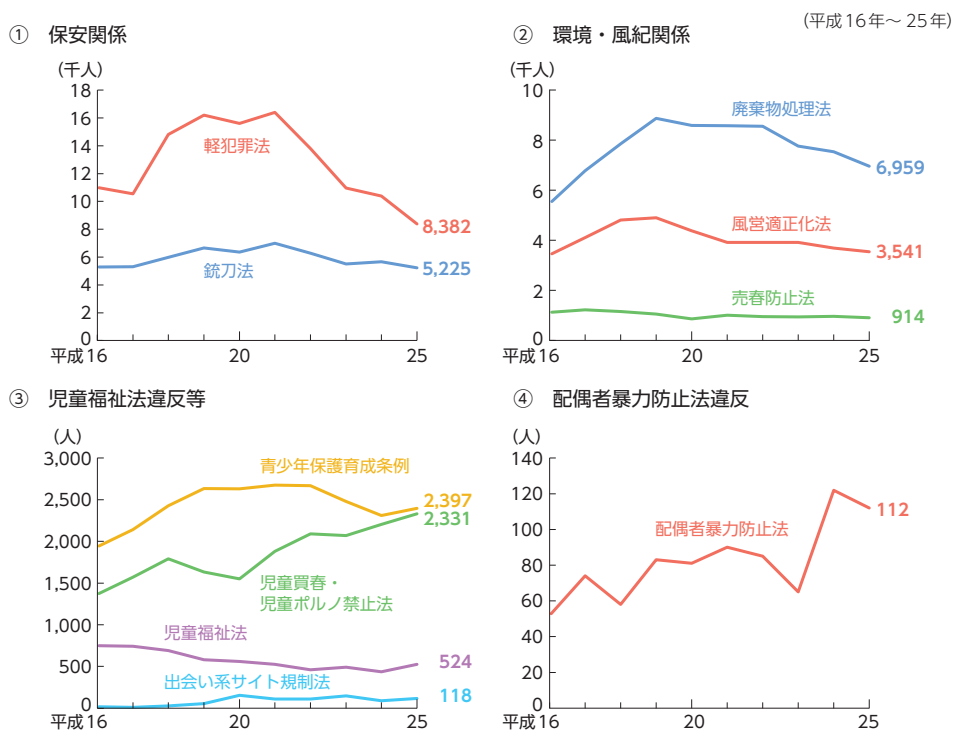 (平成16年～25年)
① 保安関係
(千人)
18
16
14
12
10
8
6
4
2
0
軽犯罪法
8,382
銃刀法
5,225
平成16
20
25
② 環境・風紀関係
(千人)
10
8
6
4
2
0
廃棄物処理法
6,959
風営適正化法
3,541
売春防止法
914
平成16
20
25
③ 児童福祉法違反等
(人)
3,000
2,500
2,000
1,500
1,000
500
0
青少年保護育成条例
2,397
2,331
児童買春・
児童ポルノ禁止法
児童福祉法
524
出会い系サイト規制法
118
平成16
20
25
④ 配偶者暴力防止法違反
(人)
140
120
100
80
60
40
20
0
配偶者暴力防止法
112
平成16
20
25